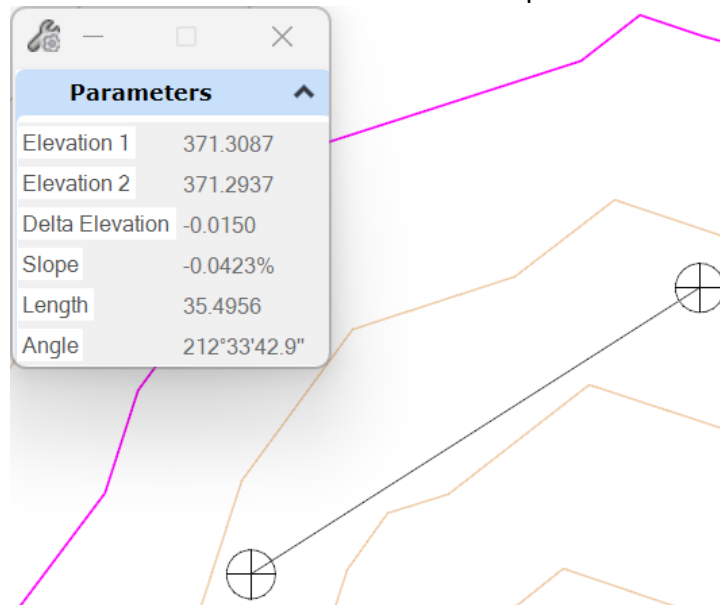 Parameters
Elevation 1 371.3087
Elevation 2 371.2937
Delta Elevation -0.0150
Slope -0.0423%
Length 35.4956
Angle 212°33'42.9"